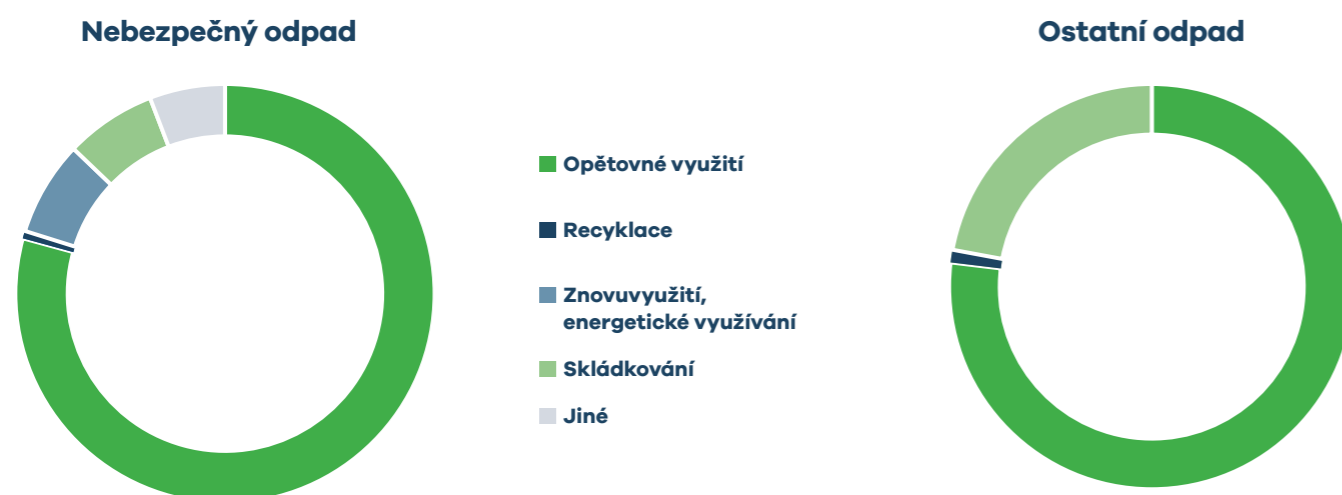 Nebezpečný odpad
Ostatní odpad
Opětovné využití
Recyklace
Znovuvyužití,
energetické využívání
Skládkování
Jiné